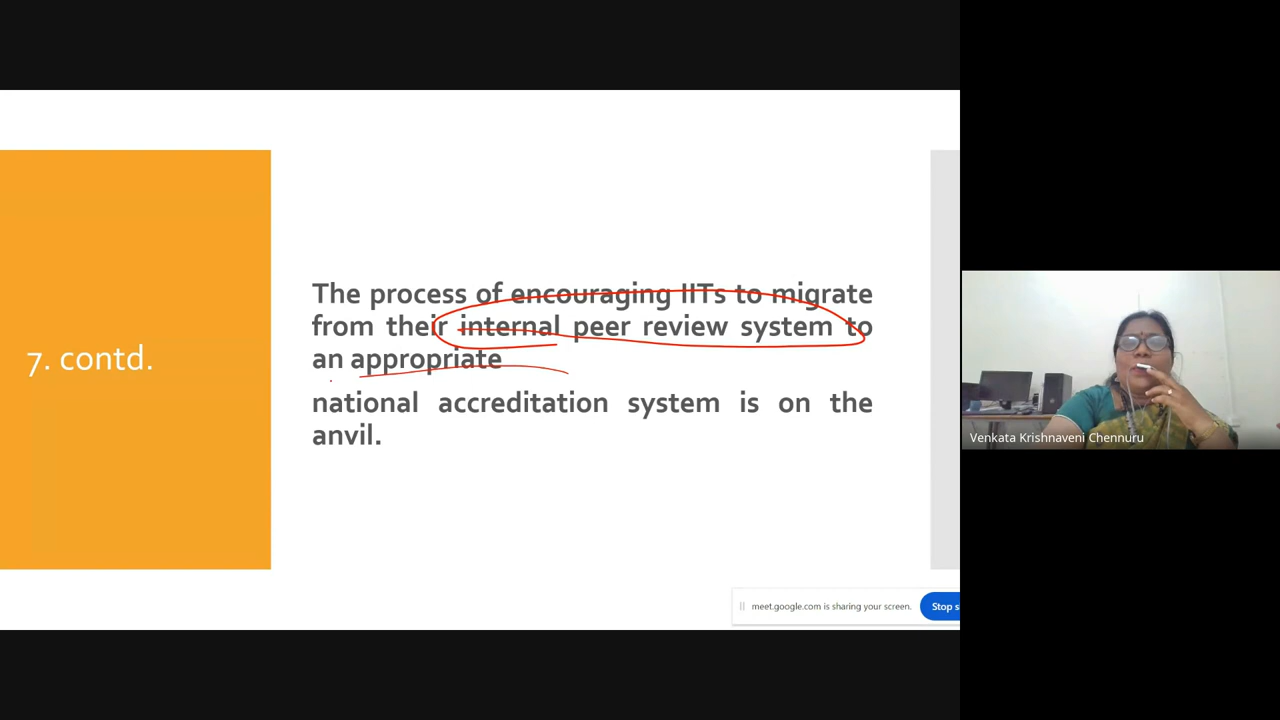 7. contd.
The process of encouraging IITs to migrate
from their internal peer review system to
an appropriate
national accreditation system is on the
anvil.
meet.google.com is sharing your screen.
Stop s
Venkata Krishnaveni Chennuru